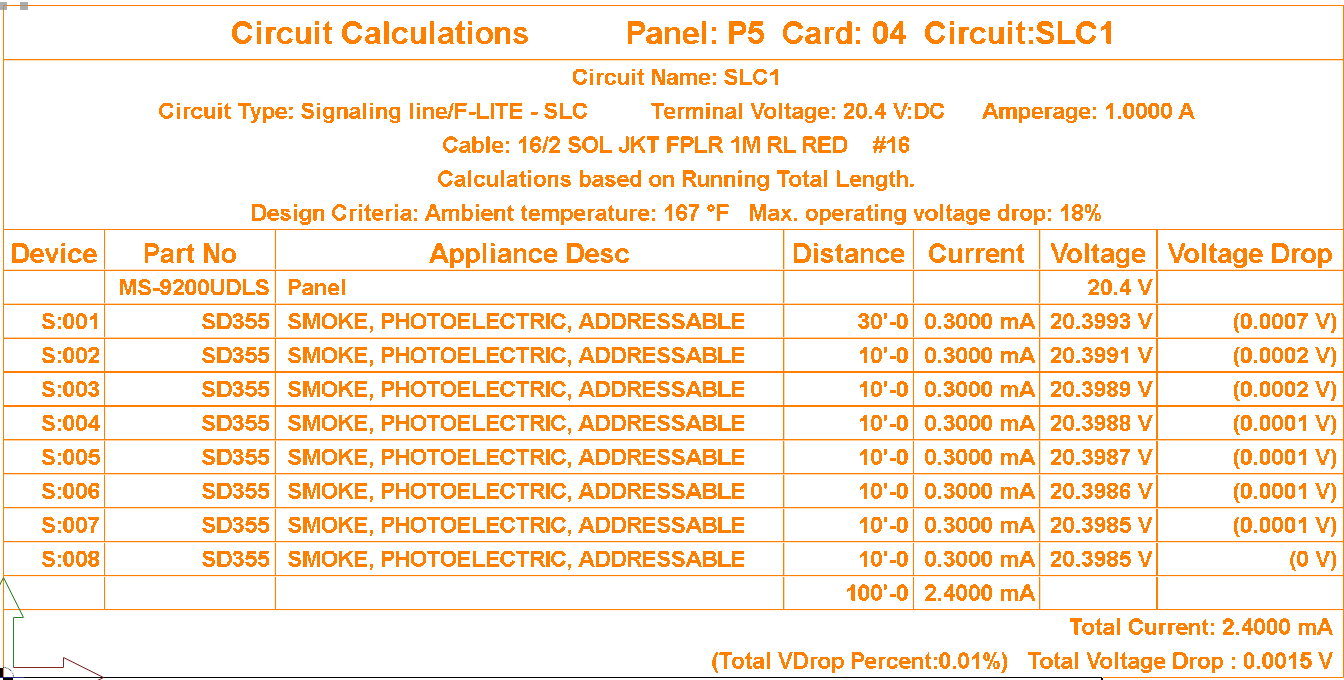 Circuit Calculations Panel: P5 Card: 04 Circuit:SLC1
Circuit Name: SLC1
Circuit Type: Signaling line/F-LITE - SLC Terminal Voltage: 20.4 V:DC Amperage: 1.0000 A
Cable: 16/2 SOL JKT FPLR 1M RL RED #16
Calculations based on Running Total Length.
Design Criteria: Ambient temperature: 167 °F Max. operating voltage drop: 18%
Device Part No Appliance Desc Distance Current Voltage Voltage Drop
MS-9200UDLS Panel 20.4 V
S:001 SD355 SMOKE, PHOTOELECTRIC, ADDRESSABLE 30'-0 0.3000 mA 20.3993 V (0.0007 V)
S:002 SD355 SMOKE, PHOTOELECTRIC, ADDRESSABLE 10'-0 0.3000 mA 20.3991 V (0.0002 V)
S:003 SD355 SMOKE, PHOTOELECTRIC, ADDRESSABLE 10'-0 0.3000 mA 20.3989 V (0.0002 V)
S:004 SD355 SMOKE, PHOTOELECTRIC, ADDRESSABLE 10'-0 0.3000 mA 20.3988 V (0.0001 V)
S:005 SD355 SMOKE, PHOTOELECTRIC, ADDRESSABLE 10'-0 0.3000 mA 20.3987 V (0.0001 V)
S:006 SD355 SMOKE, PHOTOELECTRIC, ADDRESSABLE 10'-0 0.3000 mA 20.3986 V (0.0001 V)
S:007 SD355 SMOKE, PHOTOELECTRIC, ADDRESSABLE 10'-0 0.3000 mA 20.3985 V (0.0001 V)
S:008 SD355 SMOKE, PHOTOELECTRIC, ADDRESSABLE 10'-0 0.3000 mA 20.3985 V (0 V)
100'-0 2.4000 mA
Total Current: 2.4000 mA
(Total VDrop Percent:0.01%) Total Voltage Drop : 0.0015 V